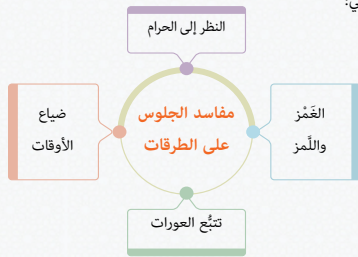 ي:
النظر إلى الحرام
الغَمْز
واللَّمز
مفاسد الجلوس
على الطرقات
ضياع
الأوقات
تتبُّع العورات